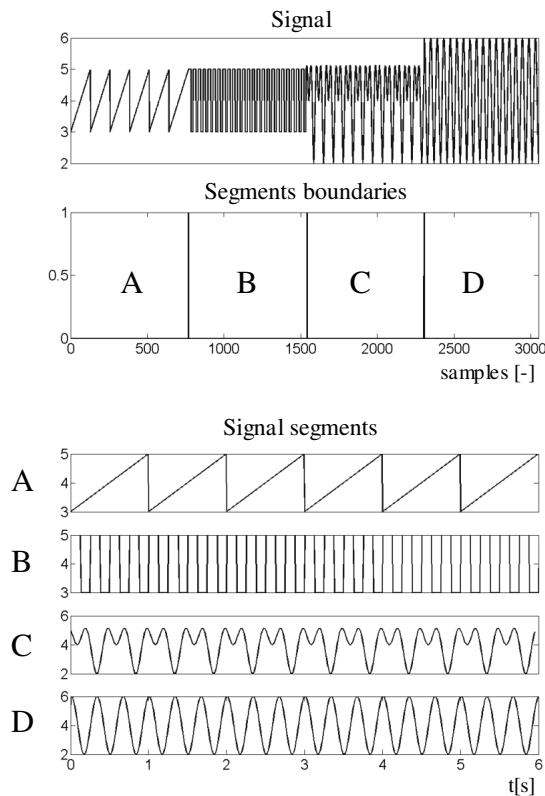 Signal
6
5
4
3
2
Segments boundaries
1
0.5
0
A B C D
0 500 1000 1500 2000 2500 3000
samples [-]
Signal segments
A
5
4
3
B
5
4
3
C
6
4
2
D
6
4
2
0 1 2 3 4 5 6
t[s]